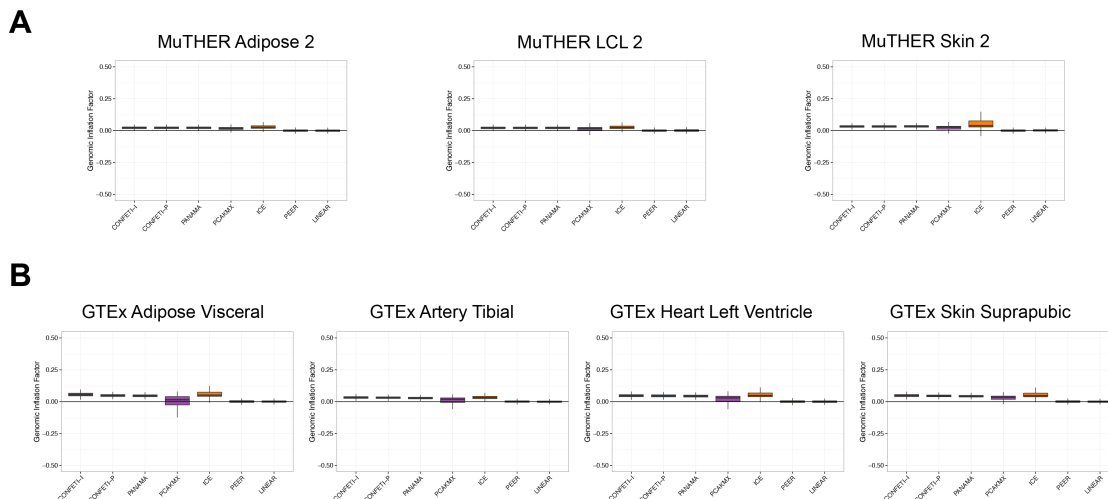 A
MuTHER Adipose 2
MuTHER LCL 2
MuTHER Skin 2
Genomic Inflation Factor
0.50
0.25
0.00
−0.25
−0.50
CONFETI−I
CONFETI−P
PANAMA
PCAKMX
ICE
PEER
LINEAR
Genomic Inflation Factor
0.50
0.25
0.00
−0.25
−0.50
CONFETI−I
CONFETI−P
PANAMA
PCAKMX
ICE
PEER
LINEAR
Genomic Inflation Factor
0.50
0.25
0.00
−0.25
−0.50
CONFETI−I
CONFETI−P
PANAMA
PCAKMX
ICE
PEER
LINEAR
B
GTEx Adipose Visceral
GTEx Artery Tibial
GTEx Heart Left Ventricle
GTEx Skin Suprapubic
Genomic Inflation Factor
0.50
0.25
0.00
−0.25
−0.50
CONFETI−I
CONFETI−P
PANAMA
PCAKMX
ICE
PEER
LINEAR
Genomic Inflation Factor
0.50
0.25
0.00
−0.25
−0.50
CONFETI−I
CONFETI−P
PANAMA
PCAKMX
ICE
PEER
LINEAR
Genomic Inflation Factor
0.50
0.25
0.00
−0.25
−0.50
CONFETI−I
CONFETI−P
PANAMA
PCAKMX
ICE
PEER
LINEAR
Genomic Inflation Factor
0.50
0.25
0.00
−0.25
−0.50
CONFETI−I
CONFETI−P
PANAMA
PCAKMX
ICE
PEER
LINEAR